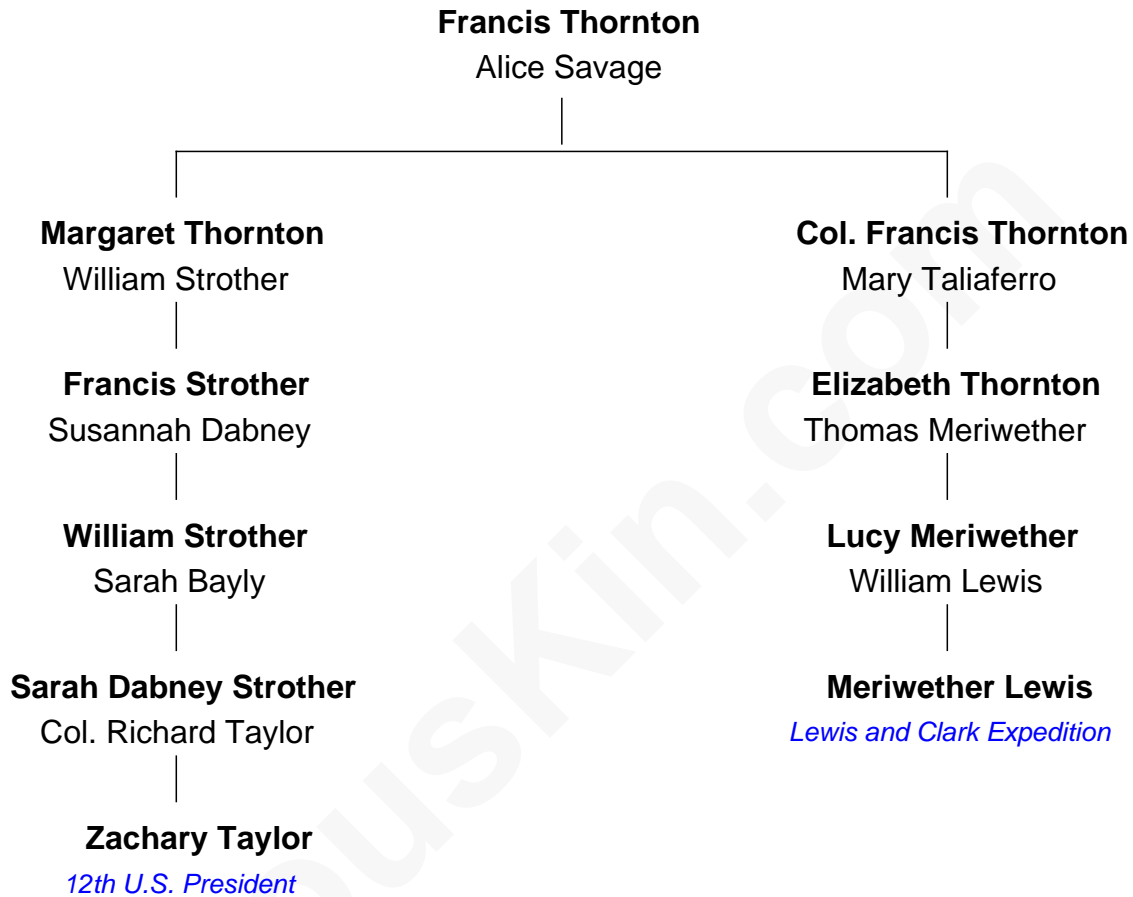 Francis Thornton
Alice Savage
Margaret Thornton
William Strother
Col. Francis Thornton
Mary Taliaferro
Francis Strother
Susannah Dabney
Elizabeth Thornton
Thomas Meriwether
William Strother
Sarah Bayly
Lucy Meriwether
William Lewis
Sarah Dabney Strother
Col. Richard Taylor
Meriwether Lewis
Lewis and Clark Expedition
Zachary Taylor
12th U.S. President
ouskin.com